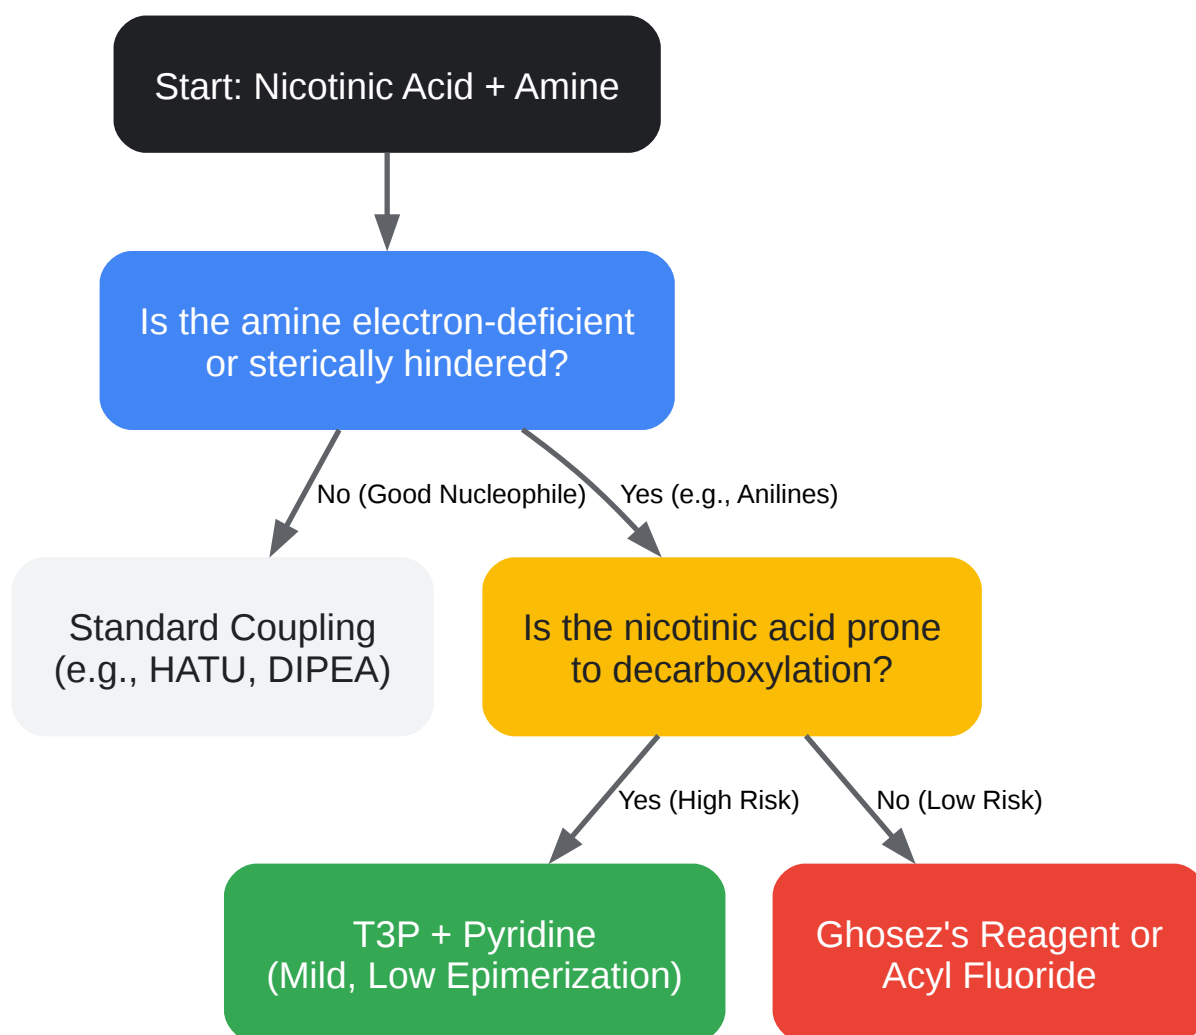 Start: Nicotinic Acid + Amine
Is the amine electron-deficient
or sterically hindered?
No (Good Nucleophile)
Yes (e.g., Anilines)
Standard Coupling
(e.g., HATU, DIPEA)
Is the nicotinic acid prone
to decarboxylation?
Yes (High Risk)
No (Low Risk)
T3P + Pyridine
(Mild, Low Epimerization)
Ghosez's Reagent or
Acyl Fluoride